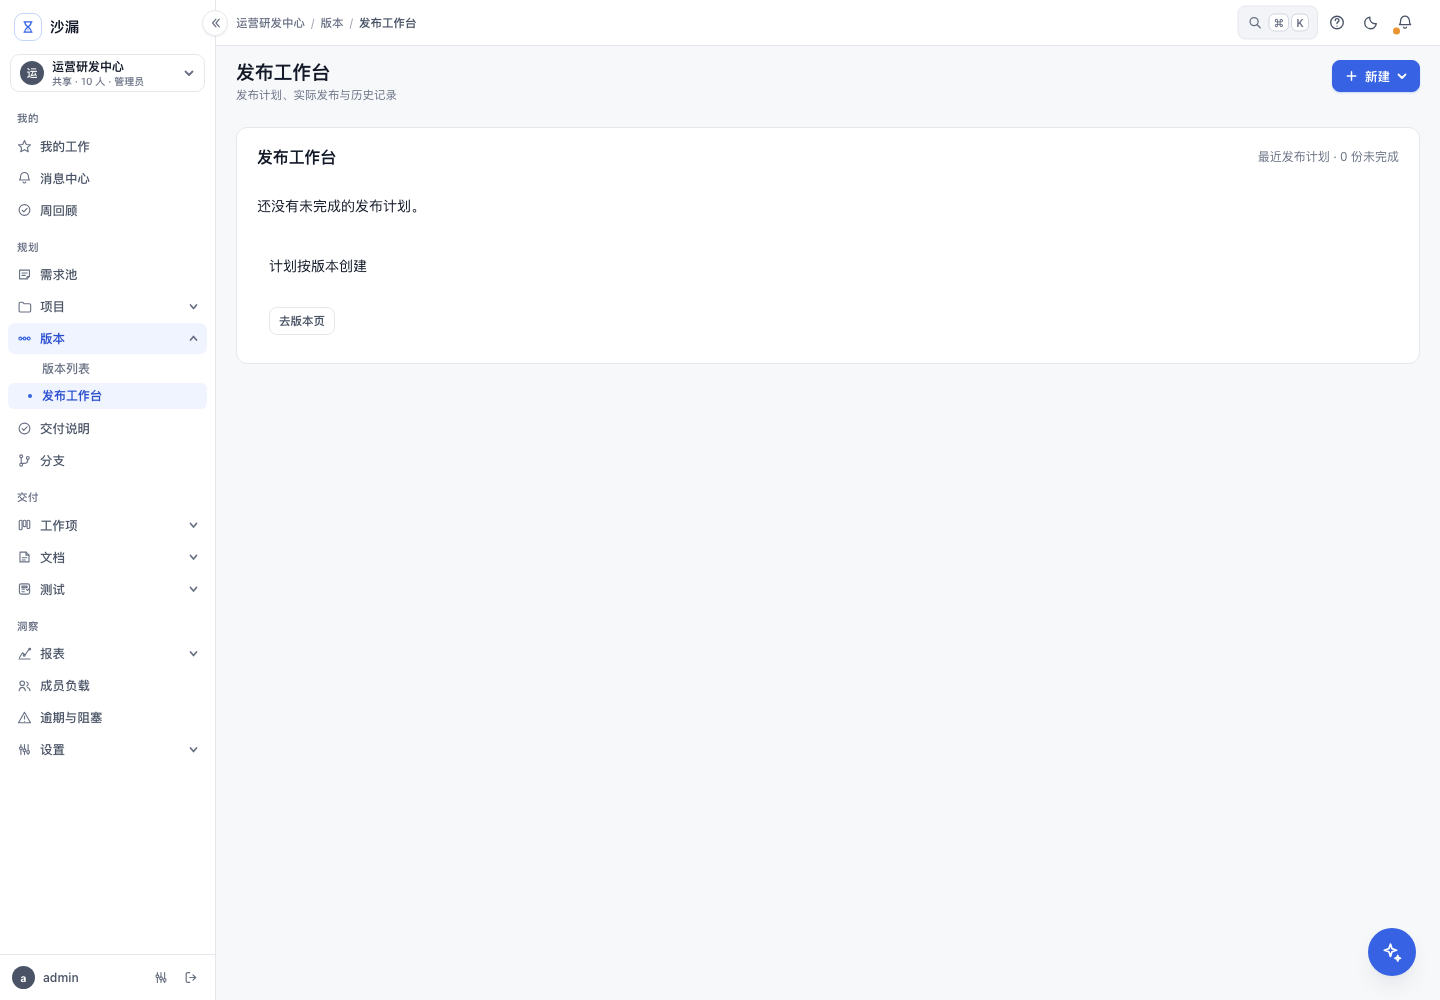 沙漏
运
运营研发中心
共享 · 10 人 · 管理员
我的
我的工作
消息中心
周回顾
规划
需求池
项目
版本
版本列表
发布工作台
交付说明
分支
交付
工作项
文档
测试
洞察
报表
成员负载
逾期与阻塞
设置
a admin
运营研发中心 / 版本 / 发布工作台
⌘ K
发布工作台
发布计划、实际发布与历史记录
新建
发布工作台
最近发布计划 · 0 份未完成
还没有未完成的发布计划。
计划按版本创建
去版本页